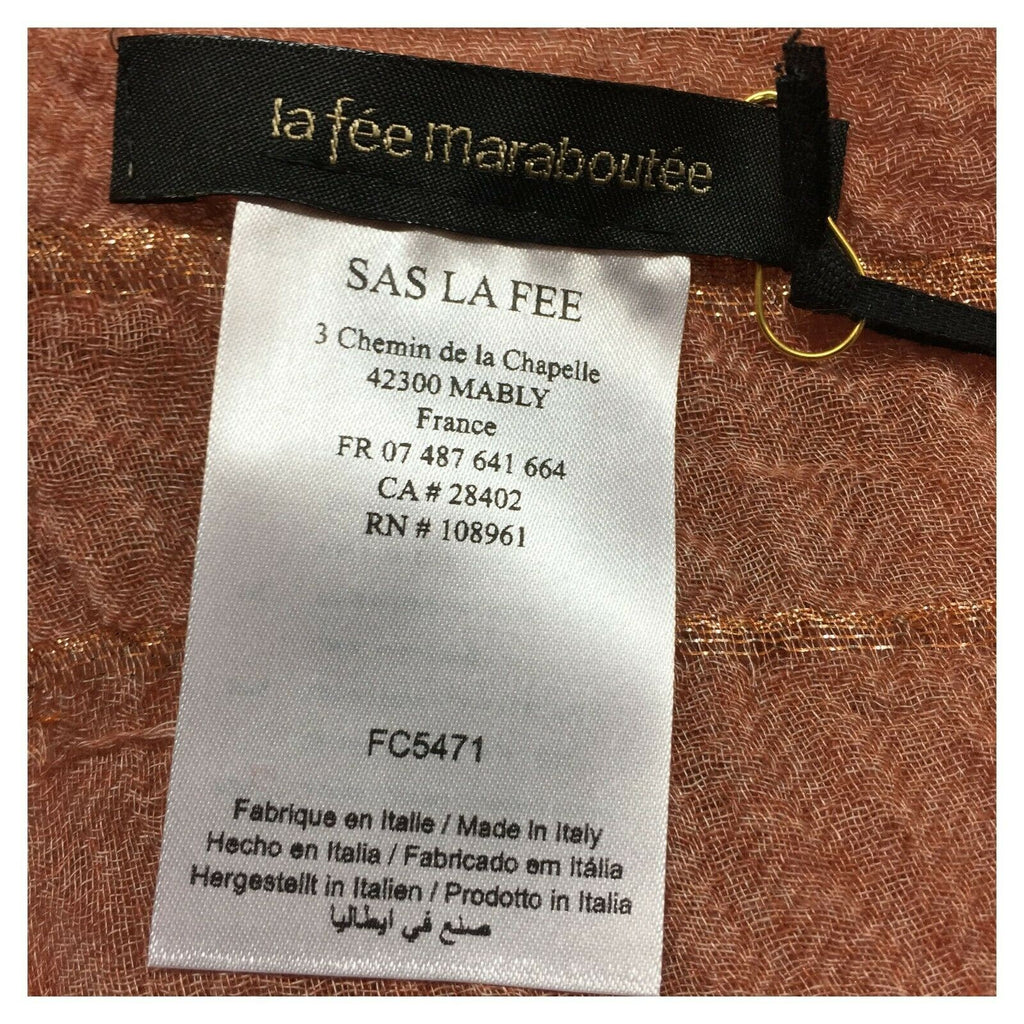 la fée maraboutée
SAS LA FEE
3 Chemin de la Chapelle
42300 MABLY
France
FR 07 487 641 664
CA # 28402
RN # 108961
FC5471
Fabrique en Italie / Made In Italy
Hecho en Italia / Fabricado em Itália
Hergestellt in Italien / Prodotto in Italia
صنع في ايطاليا